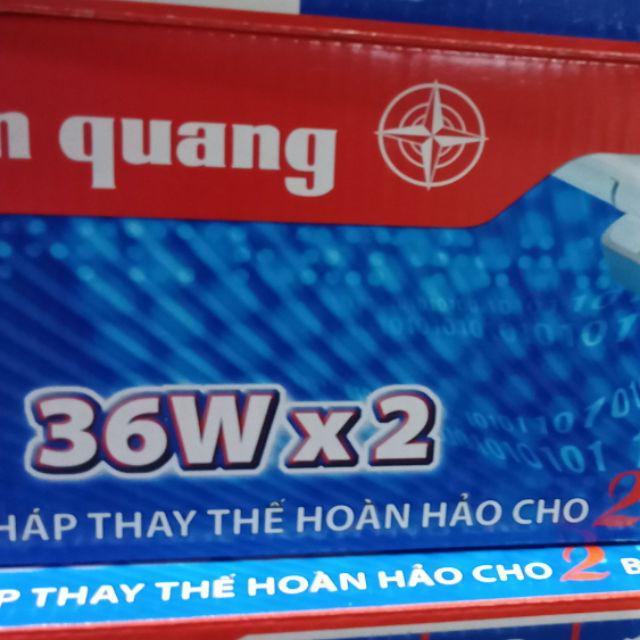 quang
36W x 2
HÁP THAY THẾ HOÀN HẢO CHO 2
P THAY THẾ HOÀN HẢO CHO 2 B